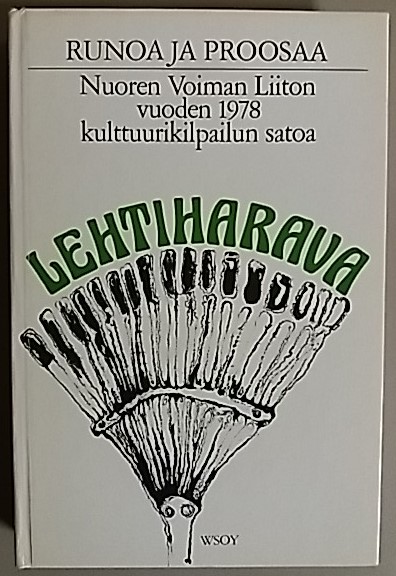 RUNOA JA PROOSAA
Nuoren Voiman Liiton
vuoden 1978
kulttuurikilpailun satoa
LEHTIHARAVA
WSOY